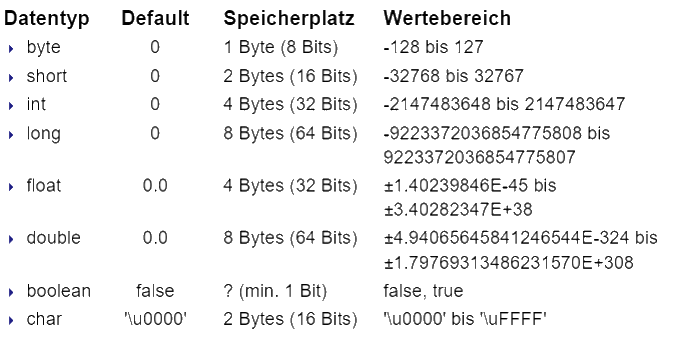 Datentyp Default Speicherplatz Wertebereich
byte 0 1 Byte (8 Bits) -128 bis 127
short 0 2 Bytes (16 Bits) -32768 bis 32767
int 0 4 Bytes (32 Bits) -2147483648 bis 2147483647
long 0 8 Bytes (64 Bits) -9223372036854775808 bis
9223372036854775807
float 0.0 4 Bytes (32 Bits) ±1.40239846E-45 bis
±3.40282347E+38
double 0.0 8 Bytes (64 Bits) ±4.94065645841246544E-324 bis
±1.79769313486231570E+308
boolean false ? (min. 1 Bit) false, true
char '\u0000' 2 Bytes (16 Bits) '\u0000' bis '\uFFFF'